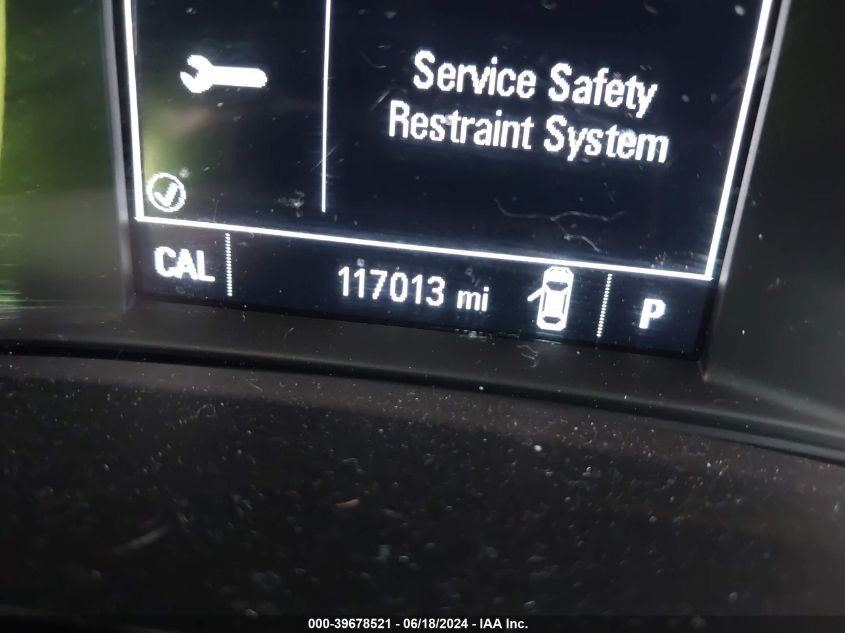 Service Safety
Restraint System
CAL 117013 mi P
000-39678521 - 06/18/2024 - IAA Inc.